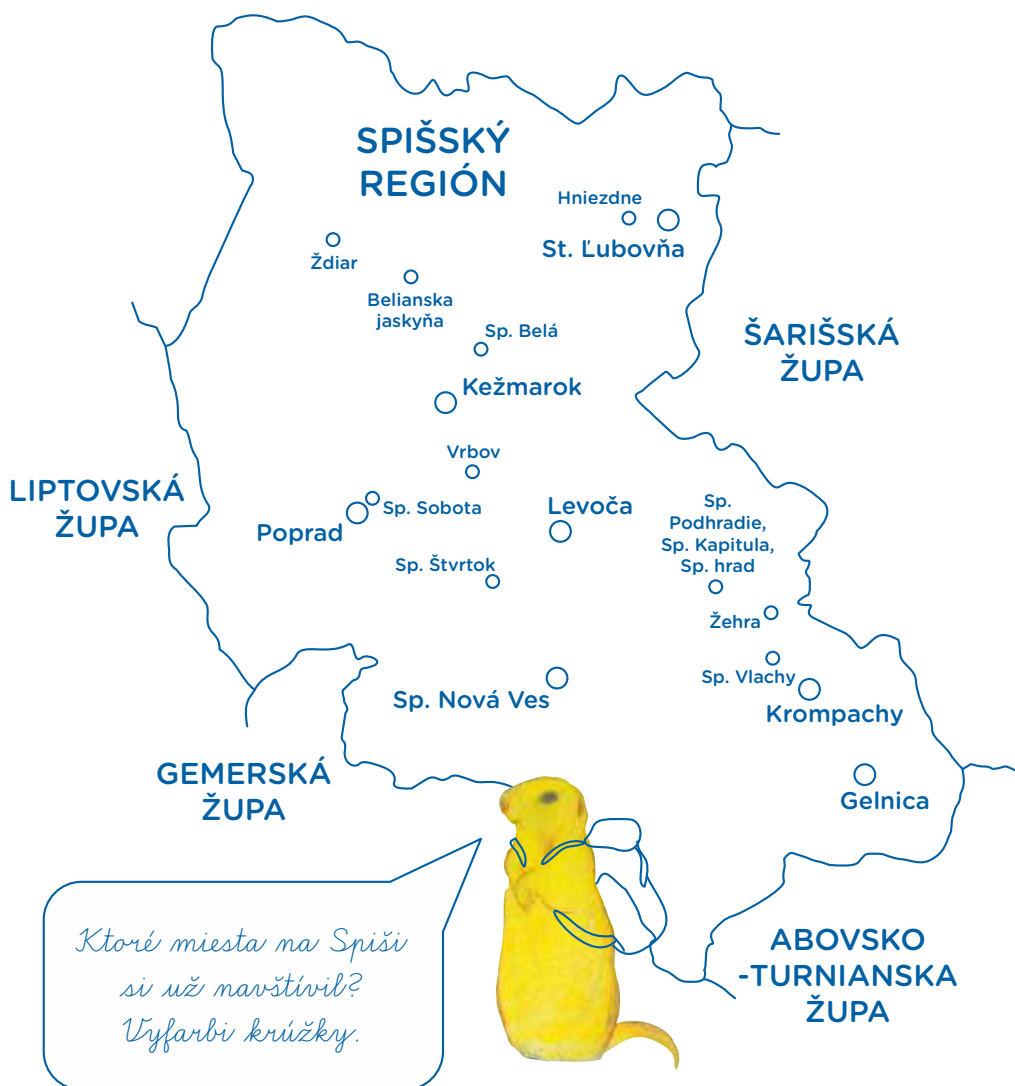 SPIŠSKÝ
REGIÓN
Hniezdne
St. Ľubovňa
Ždiar
Belianska
jaskyňa
Sp. Belá
ŠARIŠSKÁ
ŽUPA
Kežmarok
Vrbov
LIPTOVSKÁ
ŽUPA
Sp. Sobota
Poprad
Levoča
Sp.
Podhradie,
Sp. Kapitula,
Sp. hrad
Sp. Štvrtok
Žehra
Sp. Vlachy
Sp. Nová Ves
Krompachy
GEMERSKÁ
ŽUPA
Gelnica
Ktoré miesta na Spiši
si už navštívil?
Vyfarbi krúžky.
ABOVSKO
-TURNIANSKA
ŽUPA